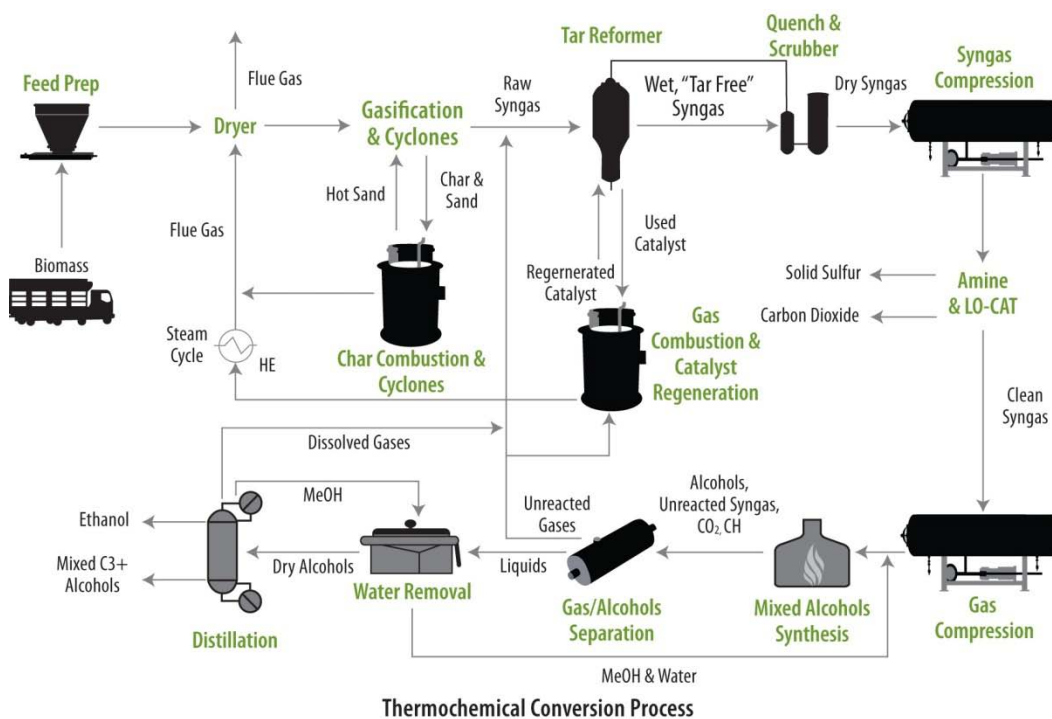 Feed Prep
Flue Gas
Dryer
Gasification
& Cyclones
Raw
Syngas
Tar Reformer
Wet, “Tar Free”
Syngas
Quench &
Scrubber
Dry Syngas
Syngas
Compression
Biomass
Flue Gas
Hot Sand
Char &
Sand
Regernerated
Catalyst
Used
Catalyst
Solid Sulfur
Carbon Dioxide
Amine
& LO-CAT
Steam
Cycle
HE
Char Combustion &
Cyclones
Gas
Combustion &
Catalyst
Regeneration
Clean
Syngas
Dissolved Gases
MeOH
Ethanol
Mixed C3+
Alcohols
Distillation
Dry Alcohols
Water Removal
Liquids
Unreacted
Gases
Gas/Alcohols
Separation
Alcohols,
Unreacted Syngas,
CO₂, CH
Mixed Alcohols
Synthesis
Gas
Compression
MeOH & Water
Thermochemical Conversion Process